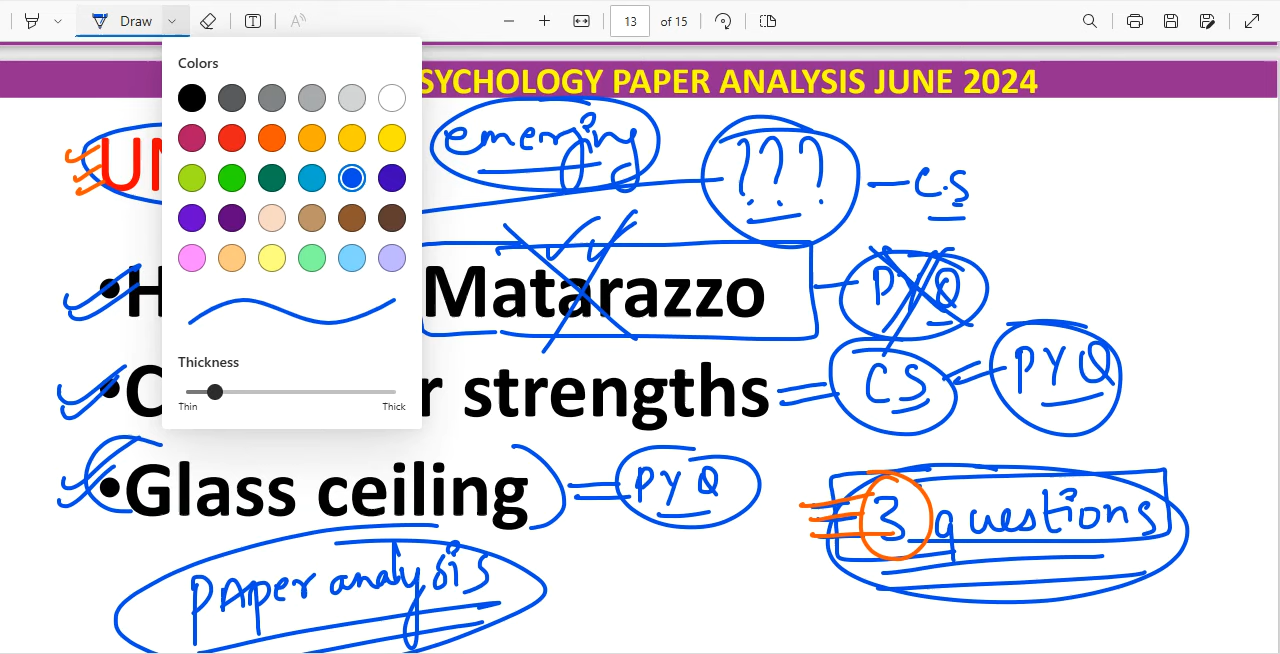 Draw
13 of 15
Colors
SYCHOLOGY PAPER ANALYSIS JUNE 2024
emerging
???
C.S
UN
•H Matarazzo
PYQ
Thickness
Thin Thick
•C r strengths
CS
PYQ
•Glass ceiling
PYQ
3 questions
PAper analysis